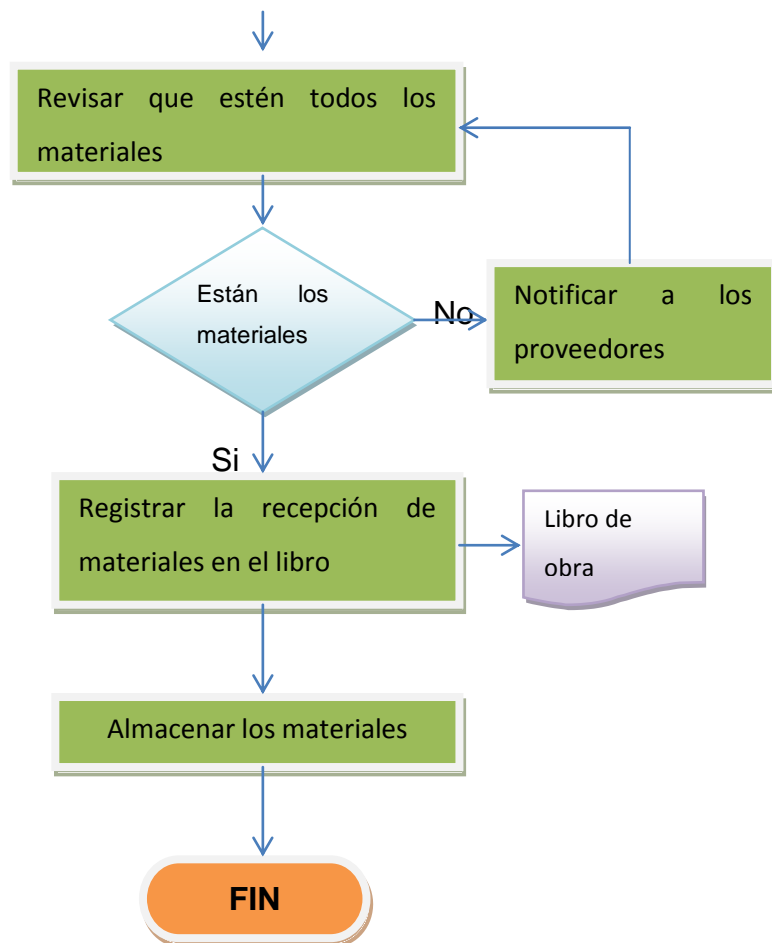 Revisar que estén todos los
materiales
Están los
materiales
No
Notificar a los
proveedores
Si
Registrar la recepción de
materiales en el libro
Libro de
obra
Almacenar los materiales
FIN